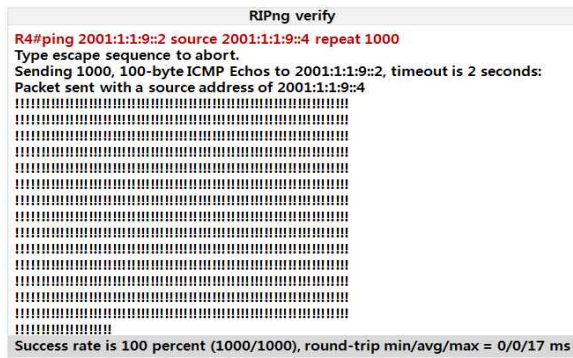 RIPng verify
R4#ping 2001:1:1:9::2 source 2001:1:1:9::4 repeat 1000
Type escape sequence to abort.
Sending 1000, 100-byte ICMP Echos to 2001:1:1:9::2, timeout is 2 seconds:
Packet sent with a source address of 2001:1:1:9::4
!!!!!!!!!!!!!!!!!!!!!!!!!!!!!!!!!!!!!!!!!!!!!!!!!!!!!!!!!!!!!!!!!!!!!!
!!!!!!!!!!!!!!!!!!!!!!!!!!!!!!!!!!!!!!!!!!!!!!!!!!!!!!!!!!!!!!!!!!!!!!
!!!!!!!!!!!!!!!!!!!!!!!!!!!!!!!!!!!!!!!!!!!!!!!!!!!!!!!!!!!!!!!!!!!!!!
!!!!!!!!!!!!!!!!!!!!!!!!!!!!!!!!!!!!!!!!!!!!!!!!!!!!!!!!!!!!!!!!!!!!!!
!!!!!!!!!!!!!!!!!!!!!!!!!!!!!!!!!!!!!!!!!!!!!!!!!!!!!!!!!!!!!!!!!!!!!!
!!!!!!!!!!!!!!!!!!!!!!!!!!!!!!!!!!!!!!!!!!!!!!!!!!!!!!!!!!!!!!!!!!!!!!
!!!!!!!!!!!!!!!!!!!!!!!!!!!!!!!!!!!!!!!!!!!!!!!!!!!!!!!!!!!!!!!!!!!!!!
!!!!!!!!!!!!!!!!!!!!!!!!!!!!!!!!!!!!!!!!!!!!!!!!!!!!!!!!!!!!!!!!!!!!!!
!!!!!!!!!!!!!!!!!!!!!!!!!!!!!!!!!!!!!!!!!!!!!!!!!!!!!!!!!!!!!!!!!!!!!!
!!!!!!!!!!!!!!!!!!!!!!!!!!!!!!!!!!!!!!!!!!!!!!!!!!!!!!!!!!!!!!!!!!!!!!
!!!!!!!!!!!!!!!!!!!!!!!!!!!!!!!!!!!!!!!!!!!!!!!!!!!!!!!!!!!!!!!!!!!!!!
!!!!!!!!!!!!!!!!!!!!!!!!!!!!!!!!!!!!!!!!!!!!!!!!!!!!!!!!!!!!!!!!!!!!!!
!!!!!!!!!!!!!!!!!!!!!!!!!!!!!!!!!!!!!!!!!!!!!!!!!!!!!!!!!!!!!!!!!!!!!!
!!!!!!!!!!!!!!!!!!!!!!!!!!!!!!!!!!!!!!!!!!!!!!!!!!!!!!!!!!!!!!!!!!!!!!
!!!!!!!!!!!!!!!!!!!!
Success rate is 100 percent (1000/1000), round-trip min/avg/max = 0/0/17 ms